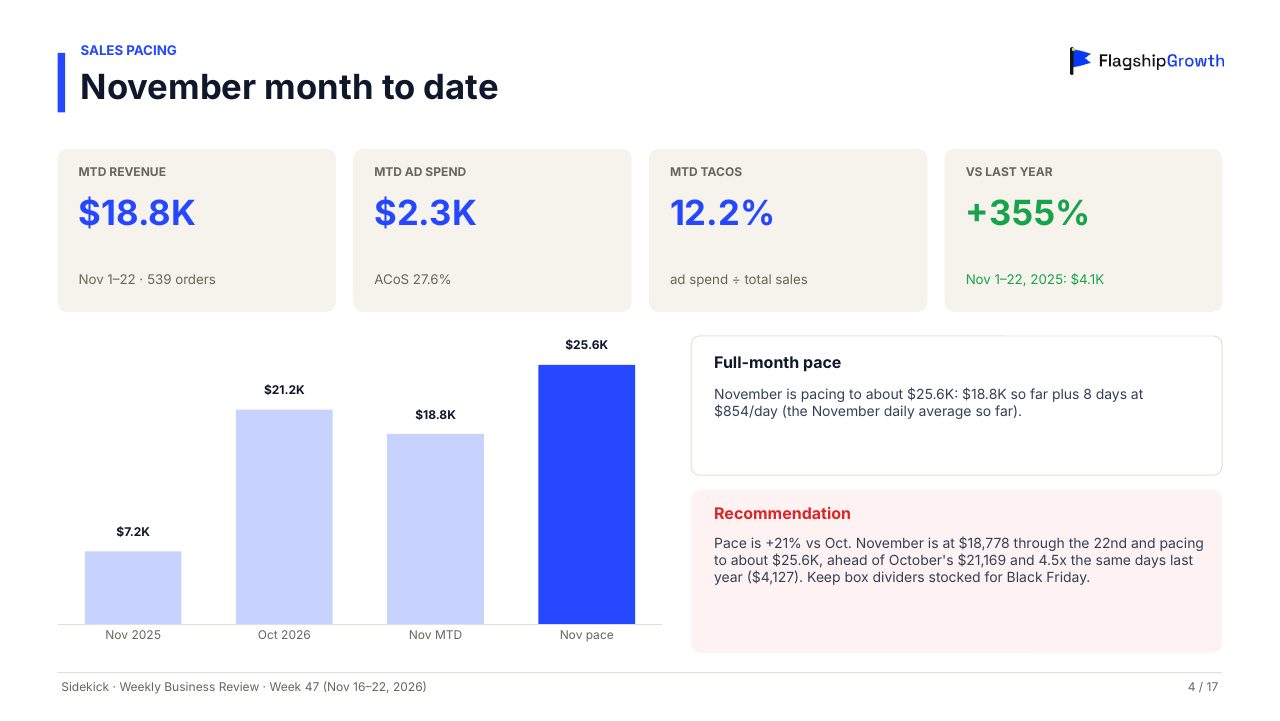 SALES PACING
November month to date
FlagshipGrowth
MTD REVENUE
$18.8K
Nov 1–22 · 539 orders
MTD AD SPEND
$2.3K
ACoS 27.6%
MTD TACOS
12.2%
ad spend ÷ total sales
VS LAST YEAR
+355%
Nov 1–22, 2025: $4.1K
$7.2K
$21.2K
$18.8K
$25.6K
Nov 2025
Oct 2026
Nov MTD
Nov pace
Full-month pace
November is pacing to about $25.6K: $18.8K so far plus 8 days at
$854/day (the November daily average so far).
Recommendation
Pace is +21% vs Oct. November is at $18,778 through the 22nd and pacing
to about $25.6K, ahead of October's $21,169 and 4.5x the same days last
year ($4,127). Keep box dividers stocked for Black Friday.
Sidekick · Weekly Business Review · Week 47 (Nov 16–22, 2026)
4 / 17